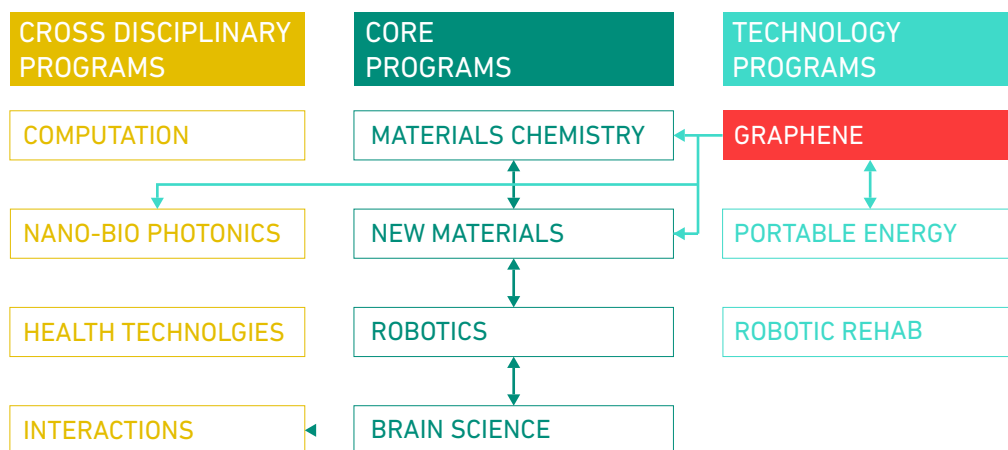 CROSS DISCIPLINARY
PROGRAMS
CORE
PROGRAMS
TECHNOLOGY
PROGRAMS
COMPUTATION
MATERIALS CHEMISTRY
GRAPHENE
NANO-BIO PHOTONICS
NEW MATERIALS
PORTABLE ENERGY
HEALTH TECHNOLGIES
ROBOTICS
ROBOTIC REHAB
INTERACTIONS
BRAIN SCIENCE